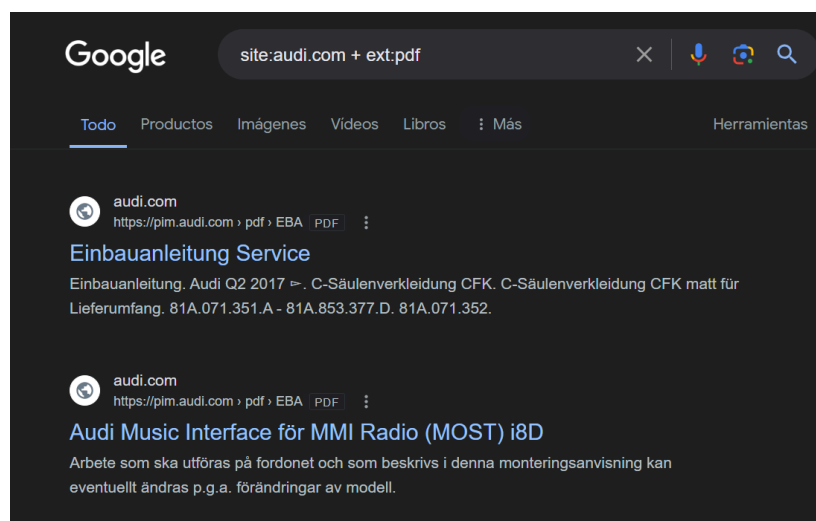 Google
site:audi.com + ext:pdf
Todo Productos Imágenes Vídeos Libros Más Herramientas
audi.com
https://pim.audi.com › pdf › EBA PDF
Einbauanleitung Service
Einbauanleitung. Audi Q2 2017 ⊳. C-Säulenverkleidung CFK. C-Säulenverkleidung CFK matt für
Lieferumfang. 81A.071.351.A - 81A.853.377.D. 81A.071.352.
audi.com
https://pim.audi.com › pdf › EBA PDF
Audi Music Interface för MMI Radio (MOST) i8D
Arbete som ska utföras på fordonet och som beskrivs i denna monteringsanvisning kan
eventuellt ändras p.g.a. förändringar av modell.